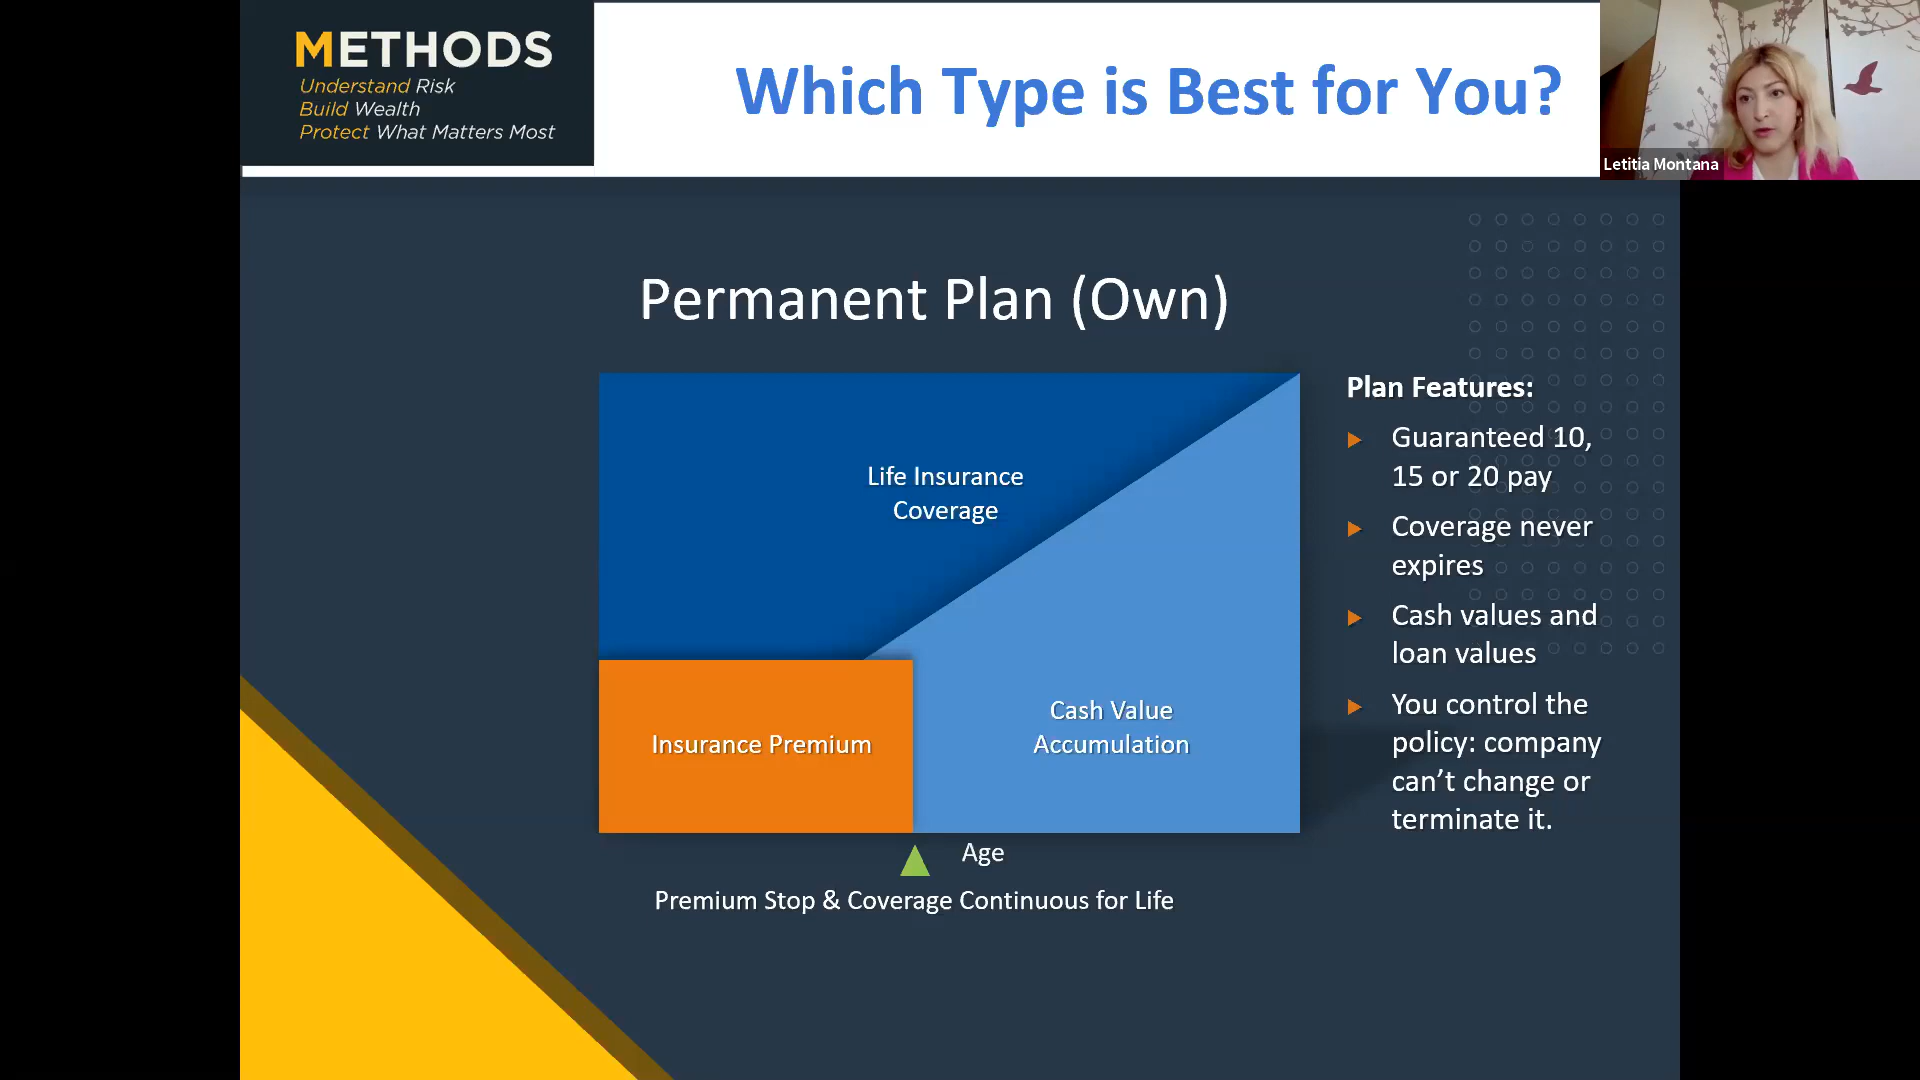 METHODS
Understand Risk
Build Wealth
Protect What Matters Most
Which Type is Best for You?
Letitia Montana
Permanent Plan (Own)
Life Insurance
Coverage
Insurance Premium
Cash Value
Accumulation
Age
Premium Stop & Coverage Continuous for Life
Plan Features:
Guaranteed 10,
15 or 20 pay
Coverage never
expires
Cash values and
loan values
You control the
policy: company
can’t change or
terminate it.